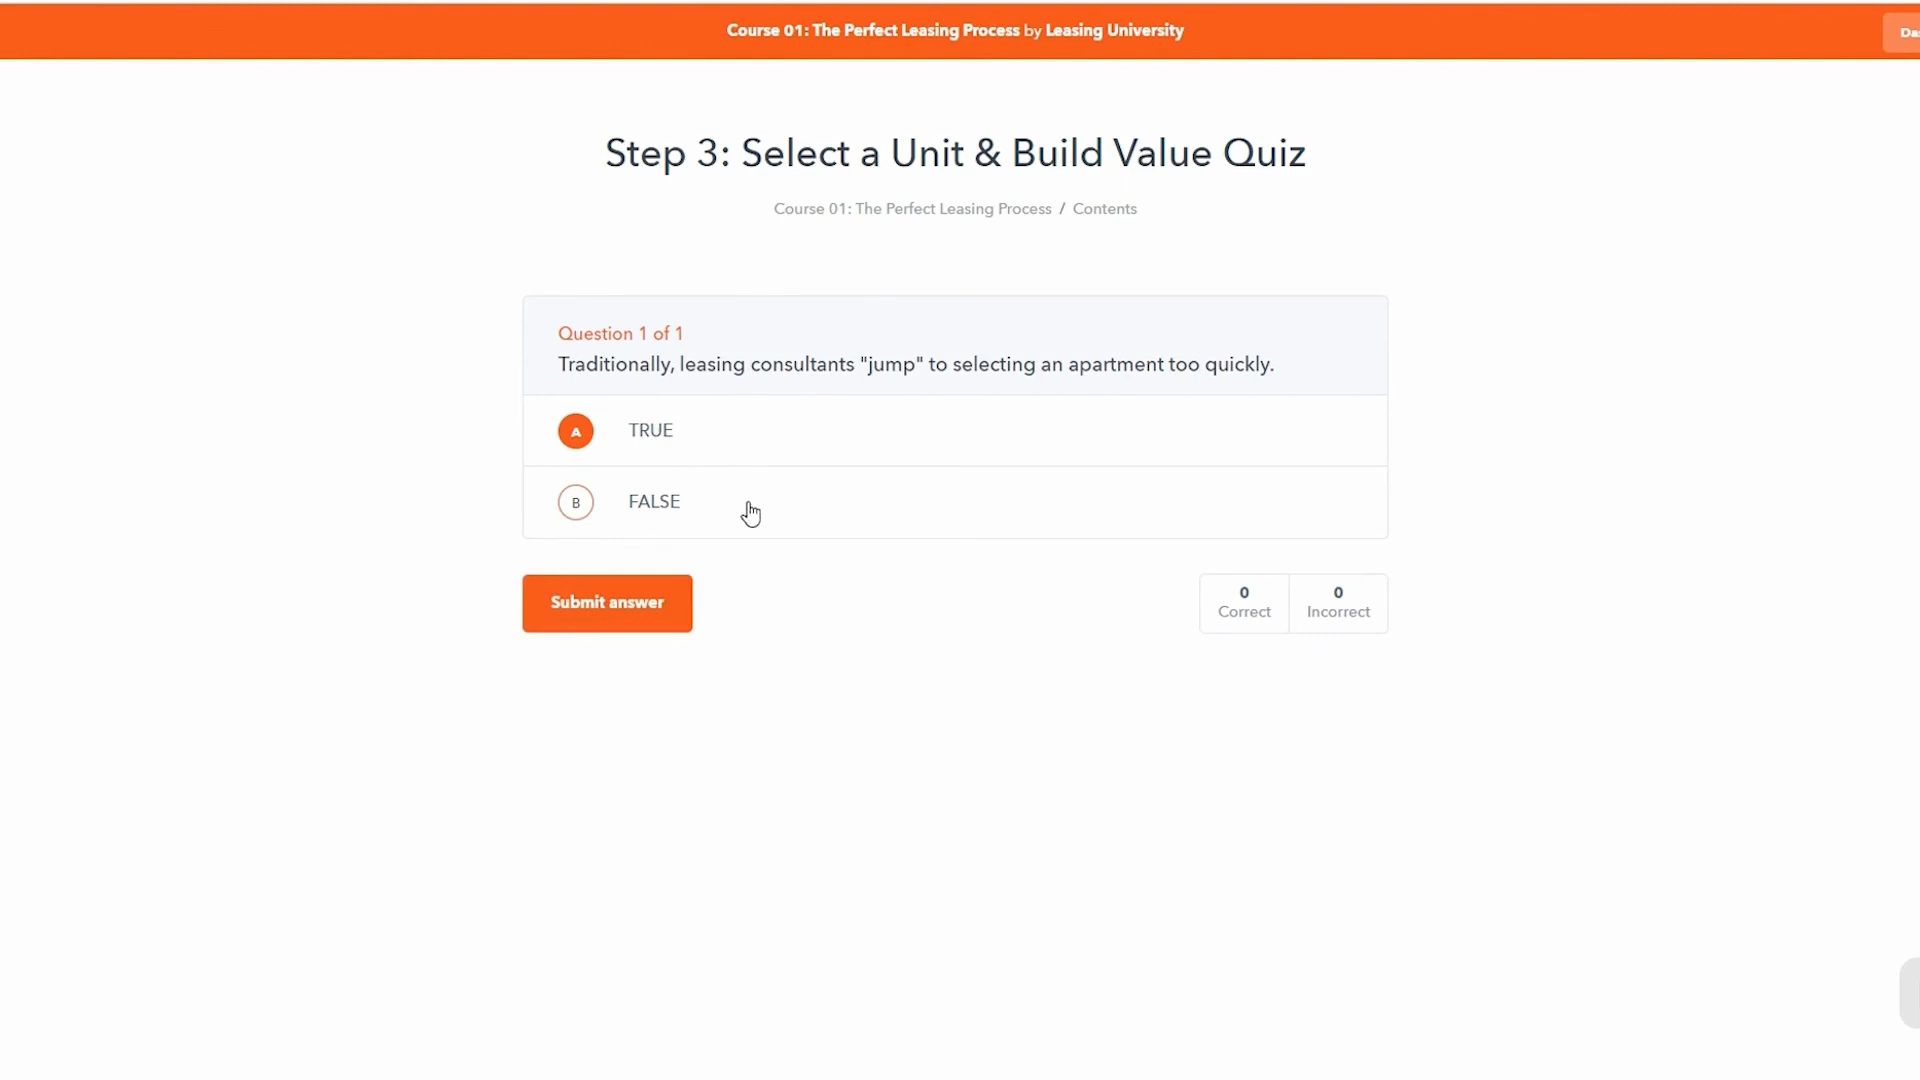 Course 01: The Perfect Leasing Process by Leasing University
Step 3: Select a Unit & Build Value Quiz
Course 01: The Perfect Leasing Process / Contents
Question 1 of 1
Traditionally, leasing consultants "jump" to selecting an apartment too quickly.
A TRUE
B FALSE
Submit answer
0 0
Correct Incorrect